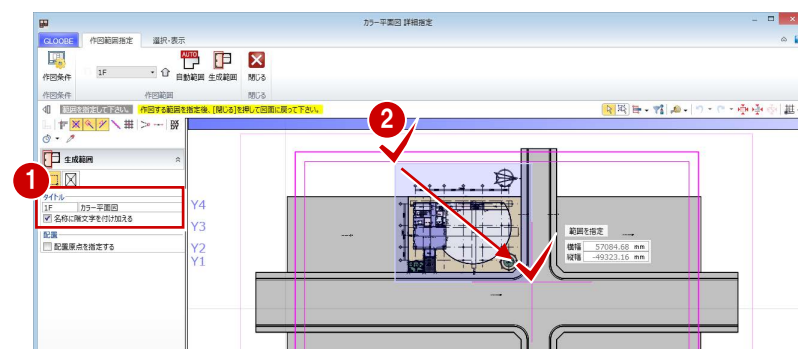 カラー平面図 詳細指定
GLOOBE 作図範囲指定 選択・表示
作図条件 1F AUTO 自動範囲 生成範囲 閉じる
作図条件 作図範囲 閉じる
範囲を指定して下さい。 作図する範囲を指定後、[閉じる]を押して図面に戻って下さい。
2
生成範囲
1
タイトル
1F カラー平面図
名称に階文字を付け加える
配置
配置原点を指定する
Y4
Y3
Y2
Y1
範囲を指定
横幅 57084.68 mm
縦幅 -49323.16 mm